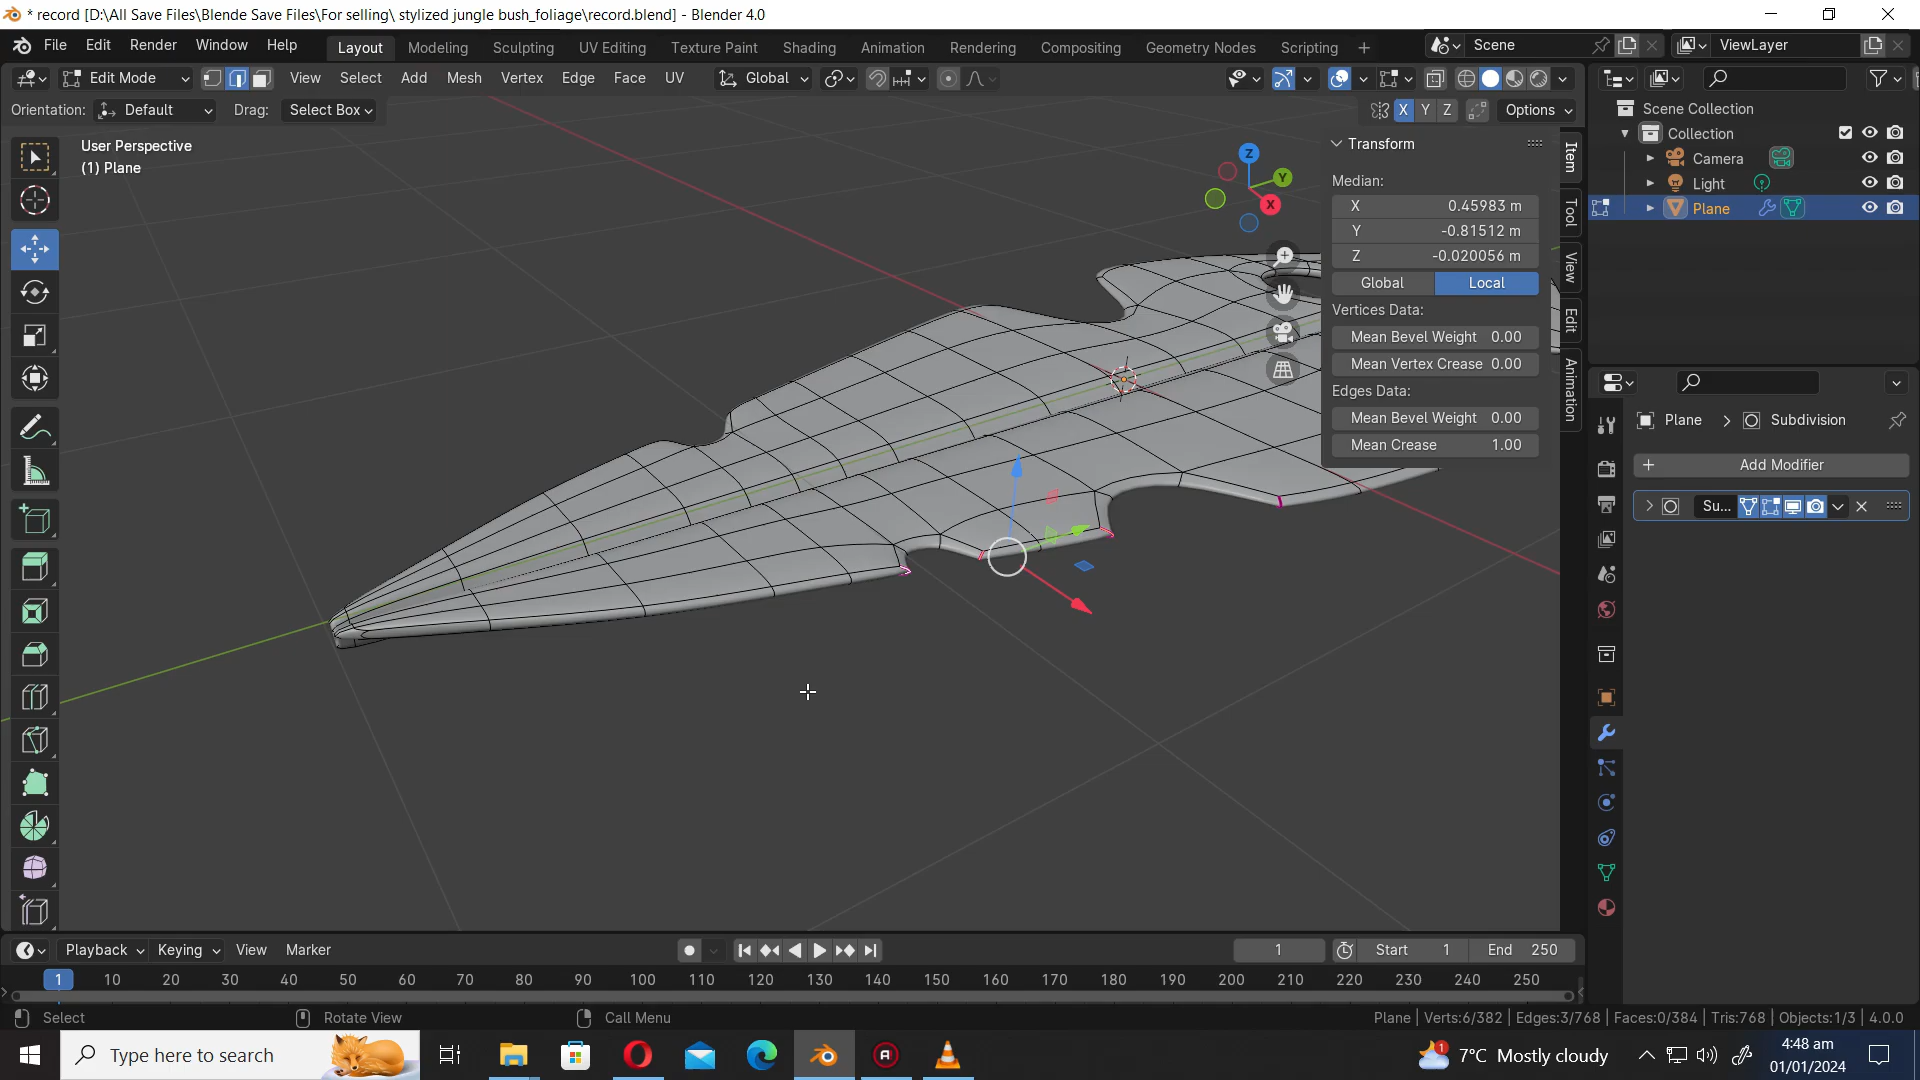 * record [D:\All Save Files\Blende Save Files\For selling\ stylized jungle bush_foliage\record.blend] - Blender 4.0
File Edit Render Window Help Layout Modeling Sculpting UV Editing Texture Paint Shading Animation Rendering Compositing Geometry Nodes Scripting + Scene ViewLayer
Edit Mode View Select Add Mesh Vertex Edge Face UV Global
Orientation: Default Drag: Select Box X Y Z Options
User Perspective
(1) Plane
Z
Y
X
Transform
Median:
X 0.45983 m
Y -0.81512 m
Z -0.020056 m
Global Local
Vertices Data:
Mean Bevel Weight 0.00
Mean Vertex Crease 0.00
Edges Data:
Mean Bevel Weight 0.00
Mean Crease 1.00
Item
Tool
View
Edit
Animation
Scene Collection
Collection
Camera
Light
Plane
Plane > Subdivision
+ Add Modifier
Su...
Playback Keying View Marker 1 Start 1 End 250
1 10 20 30 40 50 60 70 80 90 100 110 120 130 140 150 160 170 180 190 200 210 220 230 240 250
Select Rotate View Call Menu Plane | Verts:6/382 | Edges:3/768 | Faces:0/384 | Tris:768 | Objects:1/3 | 4.0.0
Type here to search 1 7°C Mostly cloudy 4:48 am
01/01/2024